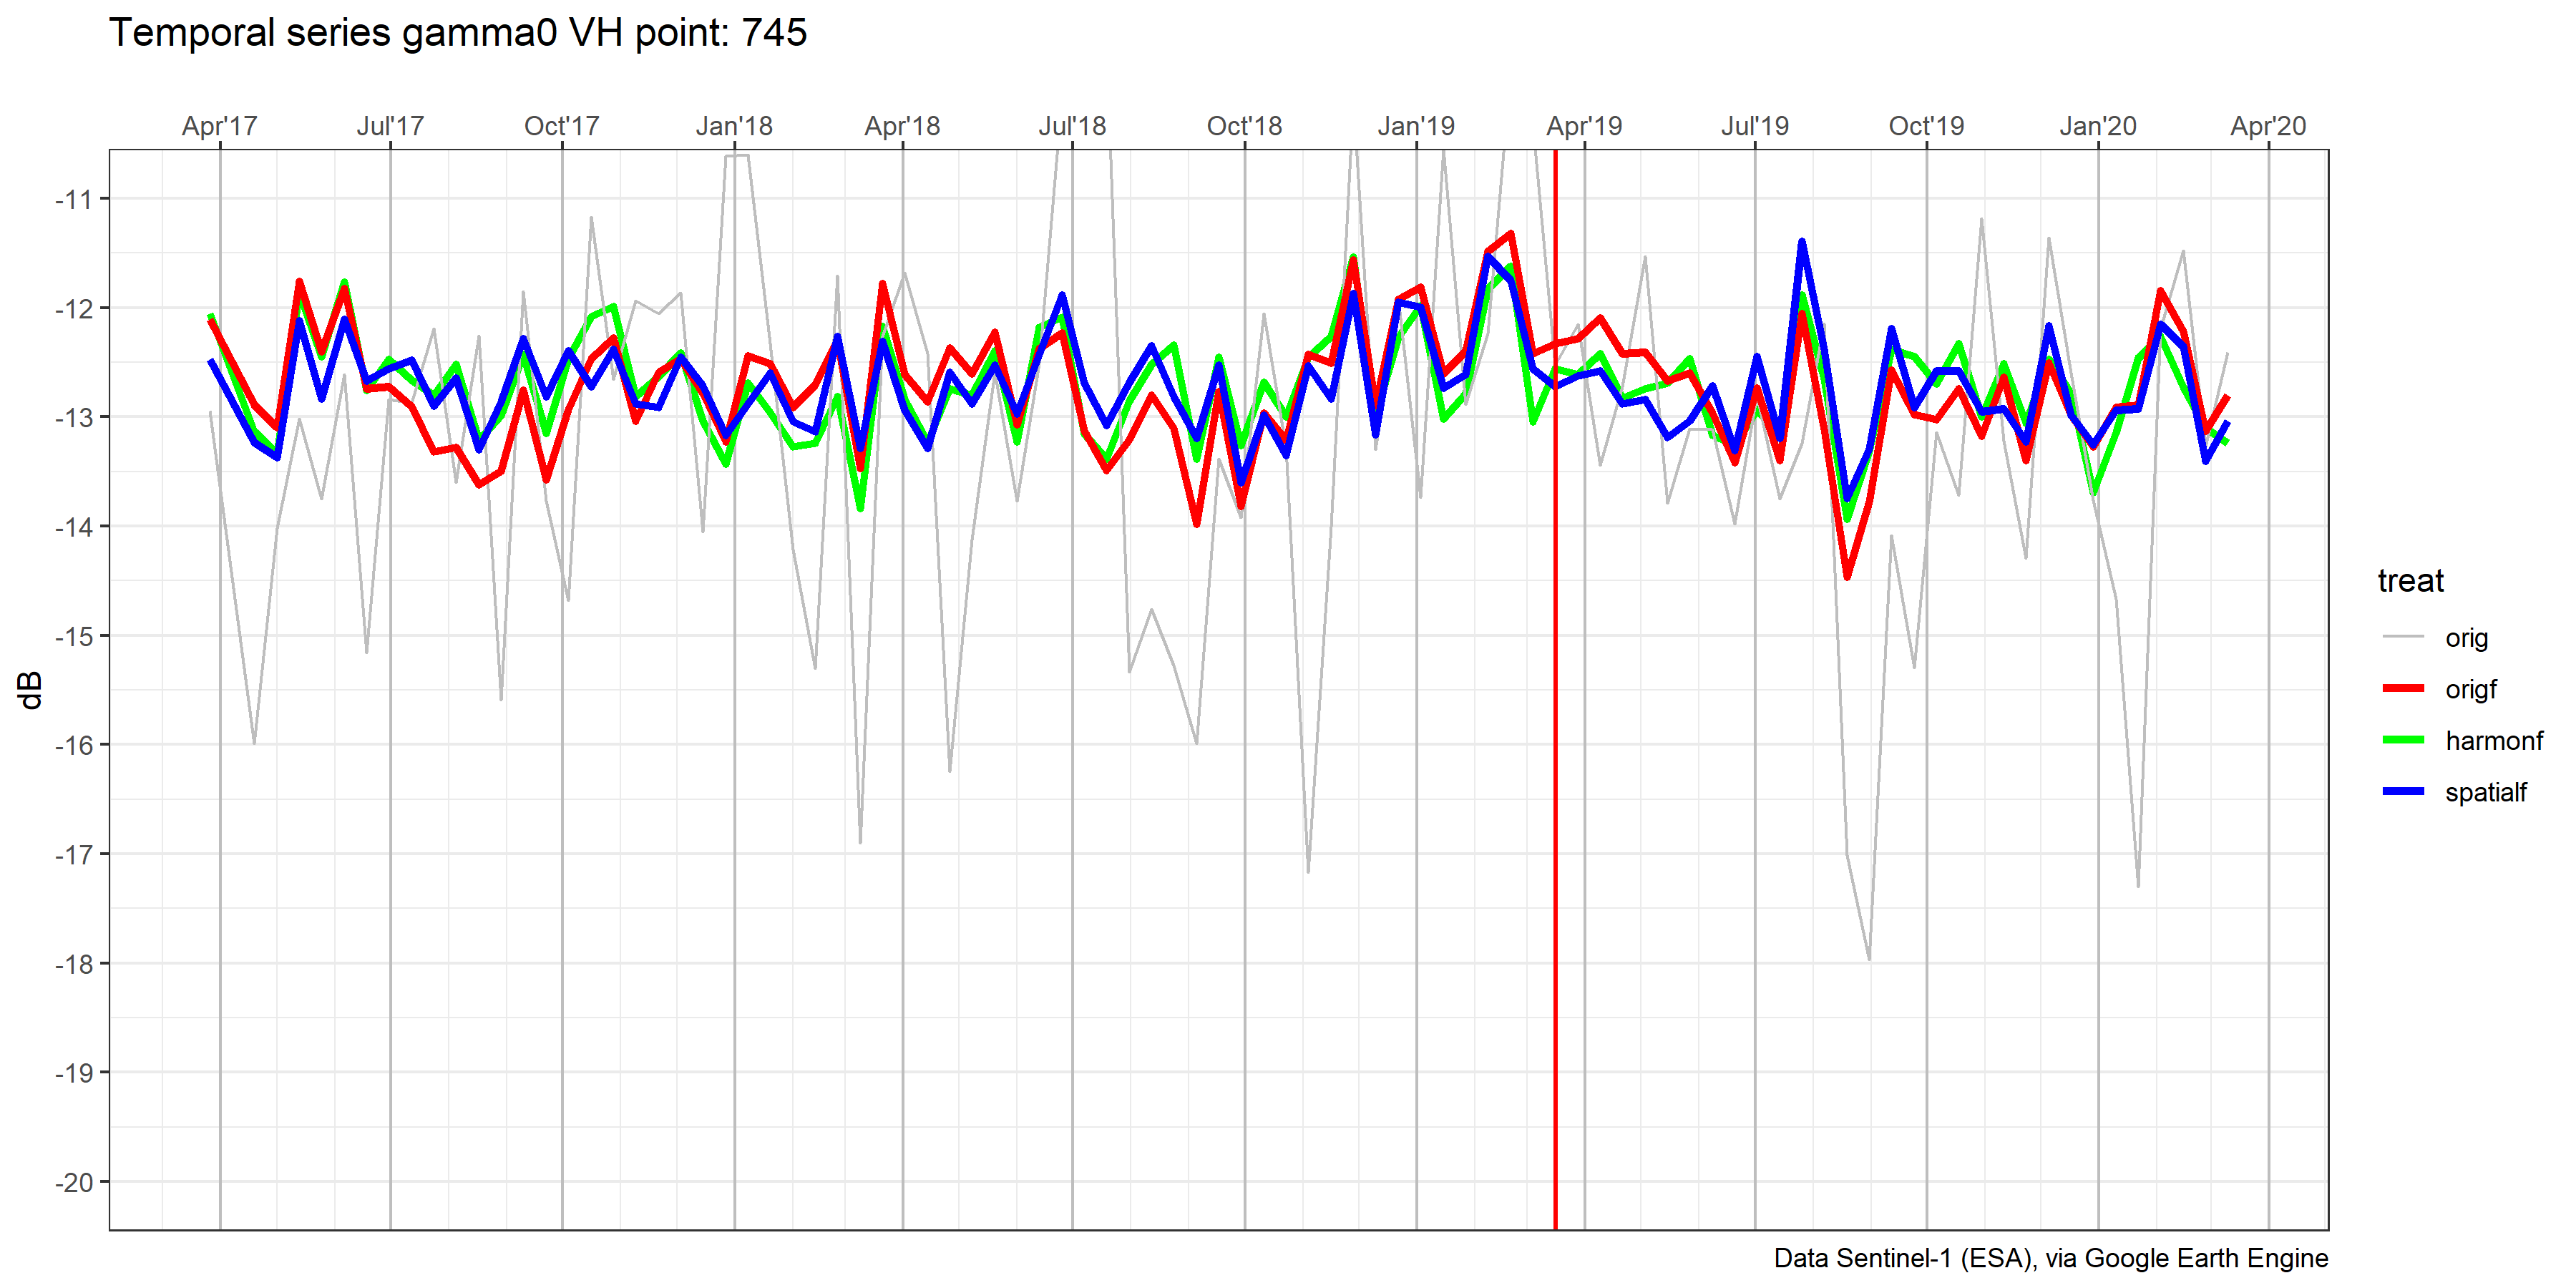 Temporal series gamma0 VH point: 745
Apr'17 Jul'17 Oct'17 Jan'18 Apr'18 Jul'18 Oct'18 Jan'19 Apr'19 Jul'19 Oct'19 Jan'20 Apr'20
-11
-12
-13
-14
-15
-16
-17
-18
-19
-20
dB
treat
orig
origf
harmonf
spatialf
Data Sentinel-1 (ESA), via Google Earth Engine